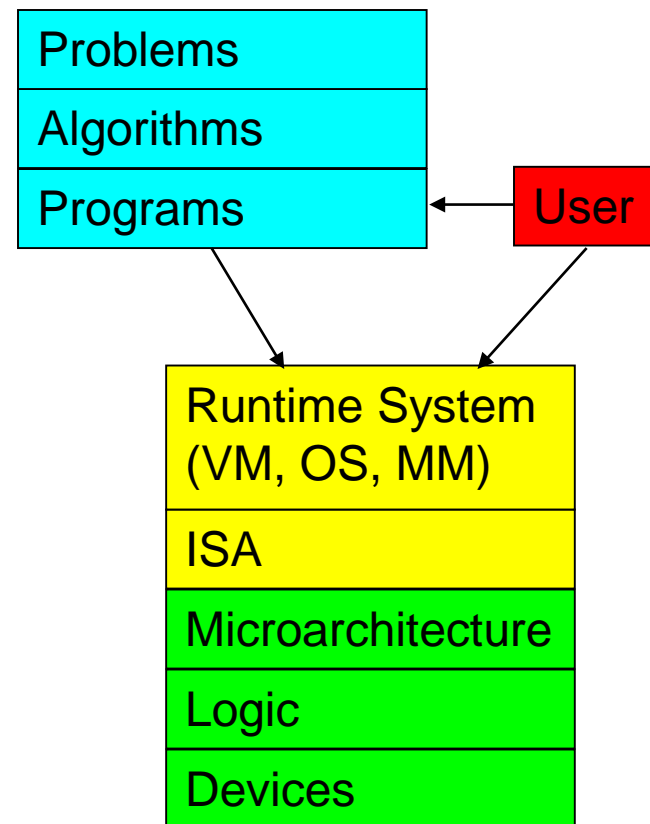 Problems
Algorithms
Programs
User
Runtime System
(VM, OS, MM)
ISA
Microarchitecture
Logic
Devices